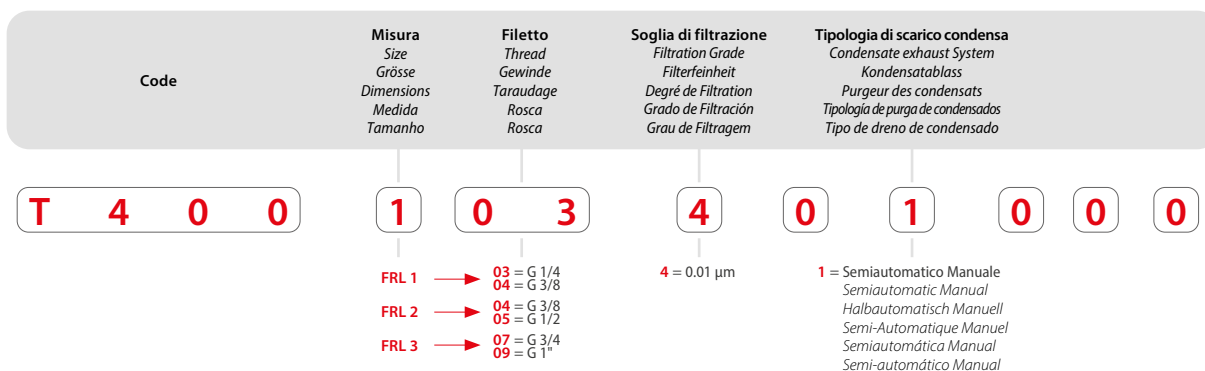 Code
Misura
Size
Grösse
Dimensions
Medida
Tamanho
Filetto
Thread
Gewinde
Taraudage
Rosca
Rosca
Soglia di filtrazione
Filtration Grade
Filterfeinheit
Degré de Filtration
Grado de Filtración
Grau de Filtragem
Tipologia di scarico condensa
Condensate exhaust System
Kondensatablass
Purgeur des condensats
Tipología de purga de condensados
Tipo de dreno de condensado
T 4 0 0 1 0 3 4 0 1 0 0 0
FRL 1
03 = G 1/4
04 = G 3/8
FRL 2
04 = G 3/8
05 = G 1/2
FRL 3
07 = G 3/4
09 = G 1"
4 = 0.01 µm
1 = Semiautomatico Manuale
Semiautomatic Manual
Halbautomatisch Manuell
Semi-Automatique Manuel
Semiautomática Manual
Semi-automático Manual